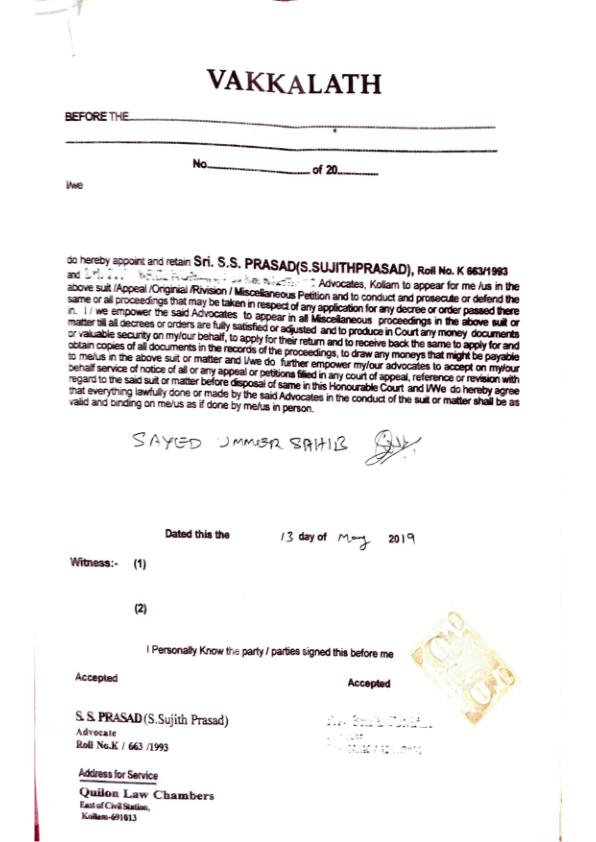 VAKKALATH
BEFORE THE
No. of 20
I/we
do hereby appoint and retain Sri. S.S. PRASAD(S.SUJITHPRASAD), Roll No. K 663/1993
and Advocates, Kollam to appear for me /us in the
above suit /Appeal /Originial /Rivision / Miscellaneous Petition and to conduct and prosecute or defend the
same or all proceedings that may be taken in respect of any application for any decree or order passed there
in. I / we empower the said Advocates to appear in all Miscellaneous proceedings in the above suit or
matter till all decrees or orders are fully satisfied or adjusted and to produce in Court any money documents
or valuable security on my/our behalf, to apply for their return and to receive back the same to apply for and
obtain copies of all documents in the records of the proceedings, to draw any moneys that might be payable
to me/us in the above suit or matter and I/we do further empower my/our advocates to accept on my/our
behalf service of notice of all or any appeal or petitions filled in any court of appeal, reference or revision with
regard to the said suit or matter before disposal of same in this Honourable Court and I/We do hereby agree
that everything lawfully done or made by the said Advocates in the conduct of the suit or matter shall be as
valid and binding on me/us as if done by me/us in person.
SAYED UMMER SAHIB
Dated this the 13 day of May 2019
Witness:- (1)
(2)
I Personally Know the party / parties signed this before me
Accepted Accepted
S. S. PRASAD (S.Sujith Prasad)
Advocate
Roll No.K / 663 /1993
Address for Service
Quilon Law Chambers
East of Civil Station,
Kollam-691013